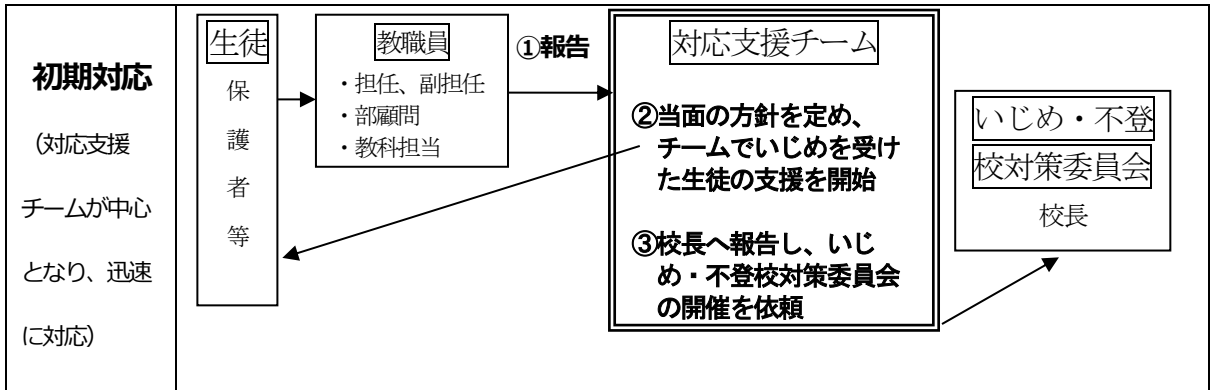 初期対応
（対応支援
チームが中心
となり、迅速
に対応）
生徒
保
護
者
等
教職員
・担任、副担任
・部顧問
・教科担当
①報告
対応支援チーム
②当面の方針を定め、
チームでいじめを受け
た生徒の支援を開始
③校長へ報告し、いじ
め・不登校対策委員会
の開催を依頼
いじめ・不登
校対策委員会
校長